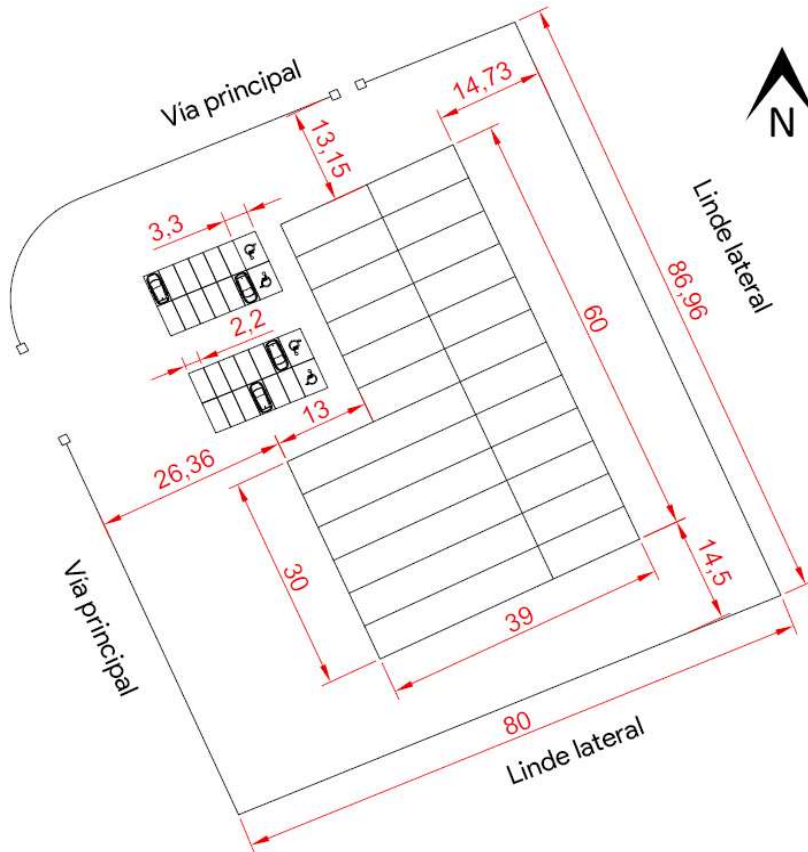 Vía principal
14,73
13,15
N
3,3
Linde lateral
2,2
86,96
60
13
26,36
14,5
30
Vía principal
39
80
Linde lateral